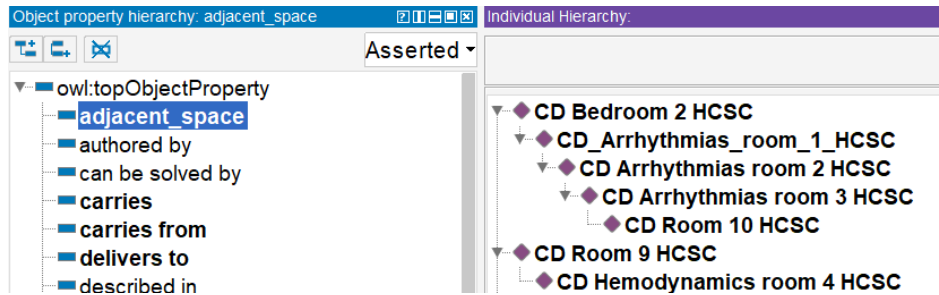 Object property hierarchy: adjacent_space
Asserted
owl:topObjectProperty
adjacent_space
authored by
can be solved by
carries
carries from
delivers to
described in
Individual Hierarchy:
CD Bedroom 2 HCSC
CD_Arrhythmias_room_1_HCSC
CD Arrhythmias room 2 HCSC
CD Arrhythmias room 3 HCSC
CD Room 10 HCSC
CD Room 9 HCSC
CD Hemodynamics room 4 HCSC